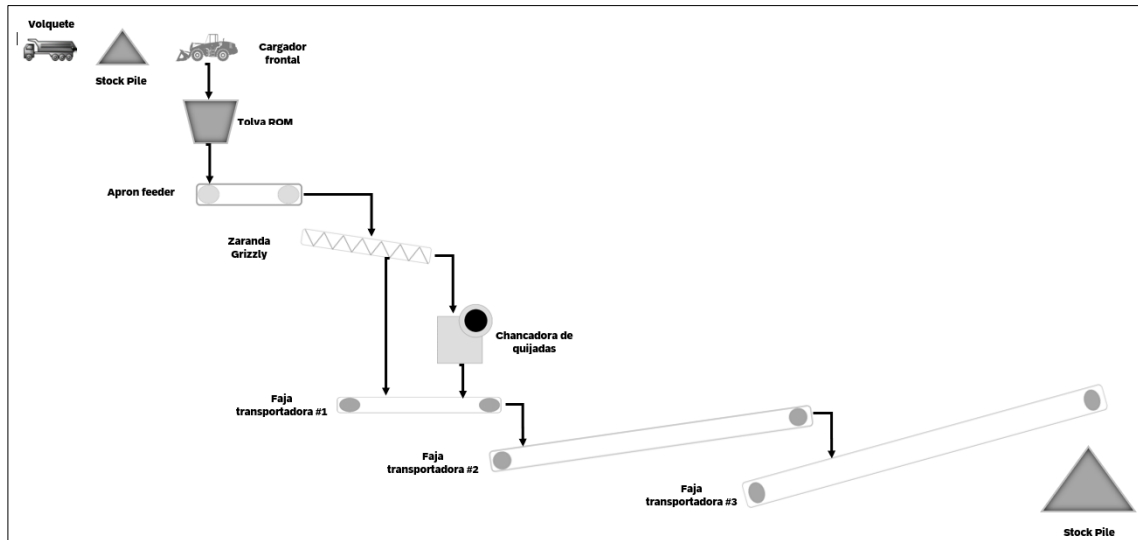 Volquete
Stock Pile
Cargador
frontal
Tolva ROM
Apron feeder
Zaranda
Grizzly
Chancadora de
quijadas
Faja
transportadora #1
Faja
transportadora #2
Faja
transportadora #3
Stock Pile